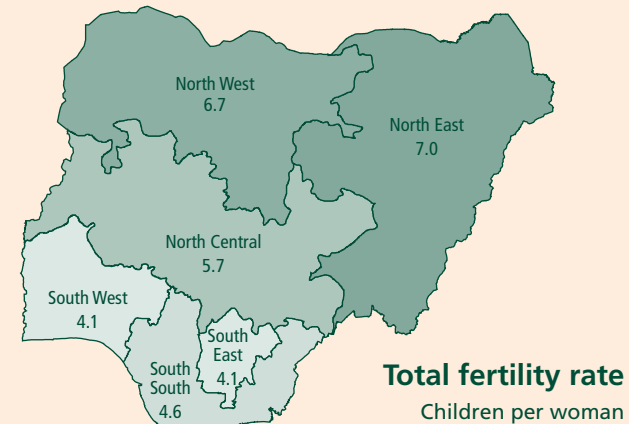 North West
6.7
North East
7.0
North Central
5.7
South West
4.1
South
East
4.1
South
South
4.6
Total fertility rate
Children per woman